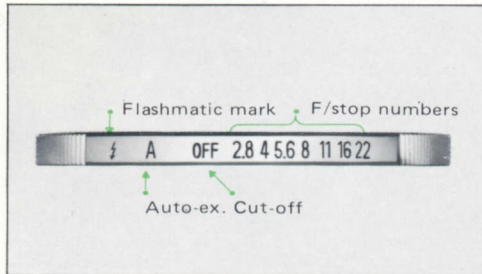 Flashmatic mark F/stop numbers
A OFF 2.8 4 5.6 8 11 16 22
Auto-ex. Cut-off